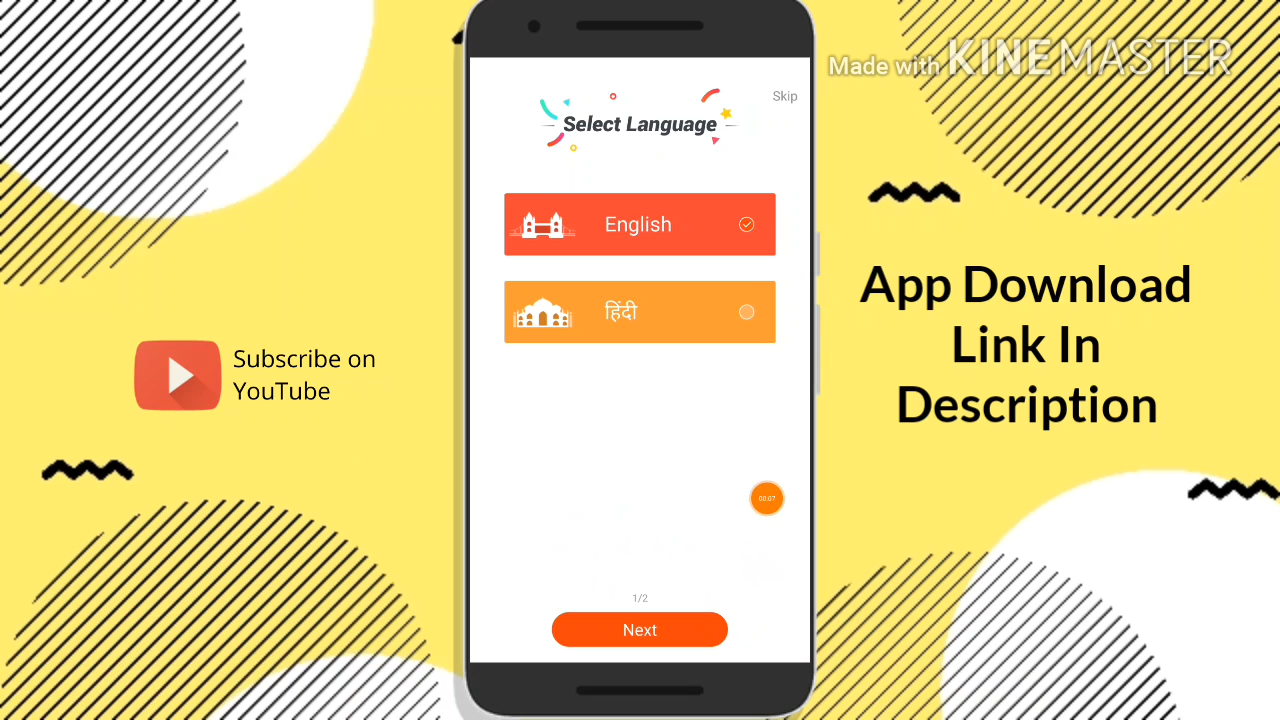 Made with KINEMASTER
Skip
Select Language
English
हिंदी
App Download
Link In
Description
Subscribe on
YouTube
00:07
1/2
Next